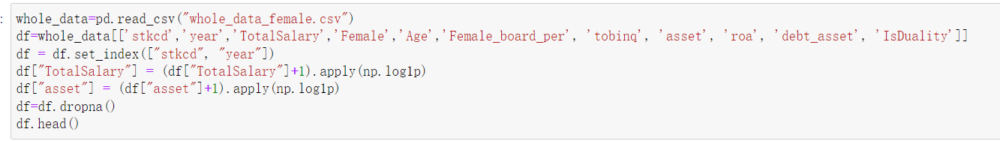 : whole_data=pd.read_csv("whole_data_female.csv")
df=whole_data[['stkcd','year','TotalSalary','Female','Age','Female_board_per', 'tobinq', 'asset', 'roa', 'debt_asset', 'IsDuality']]
df = df.set_index(["stkcd", "year"])
df["TotalSalary"] = (df["TotalSalary"]+1).apply(np.log1p)
df["asset"] = (df["asset"]+1).apply(np.log1p)
df=df.dropna()
df.head()